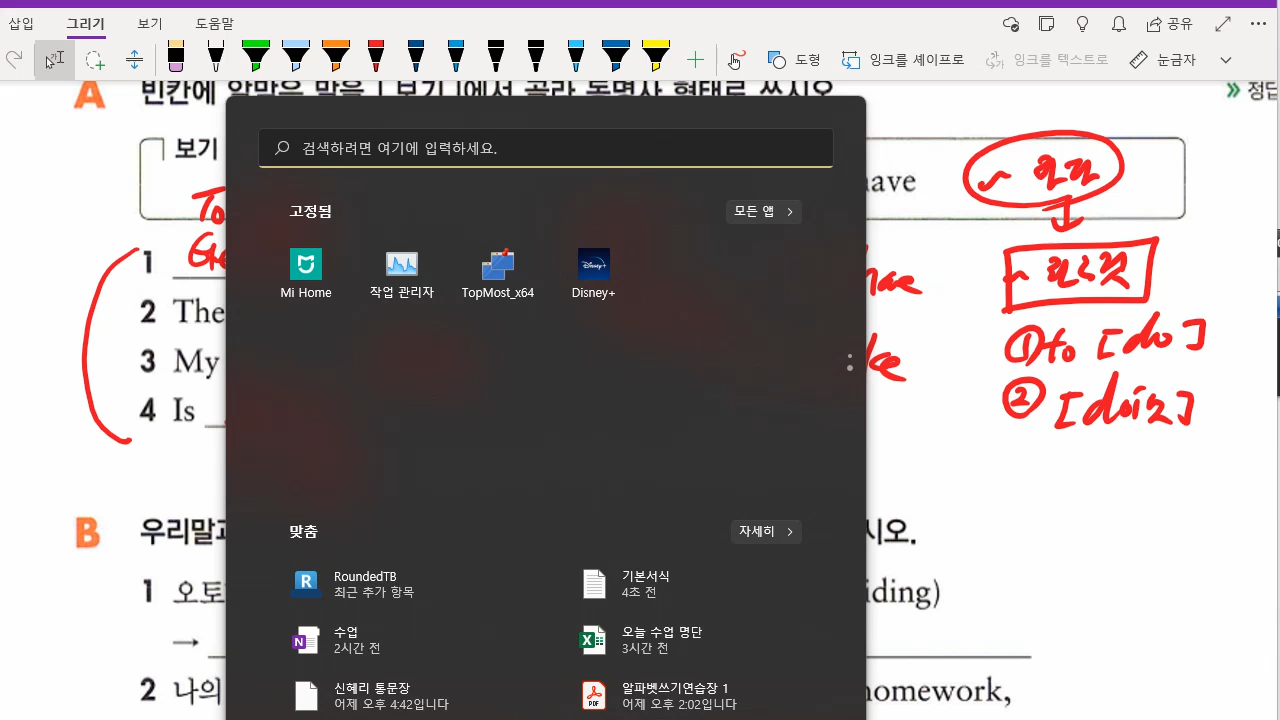 삽입 그리기 보기 도움말 공유
도형 잉크를 셰이프로 잉크를 텍스트로 눈금자
A 빈칸에 알맞은 말을 [보기]에서 골라 동명사 형태로 쓰시오 정답
보기
have
To
1
2 The
3 My
4 Is
① to [do]
②
검색하려면 여기에 입력하세요.
고정됨 모든 앱
Mi Home 작업 관리자 TopMost_x64 Disney+
맞춤 자세히
RoundedTB 기본서식
최근 추가 항목 4초 전
수업 오늘 수업 명단
2시간 전 3시간 전
신혜리 통문장 알파벳쓰기연습장 1
어제 오후 4:42입니다 어제 오후 2:02입니다
B 우리말과 시오.
1 오토 iding)
→
2 나의 homework,